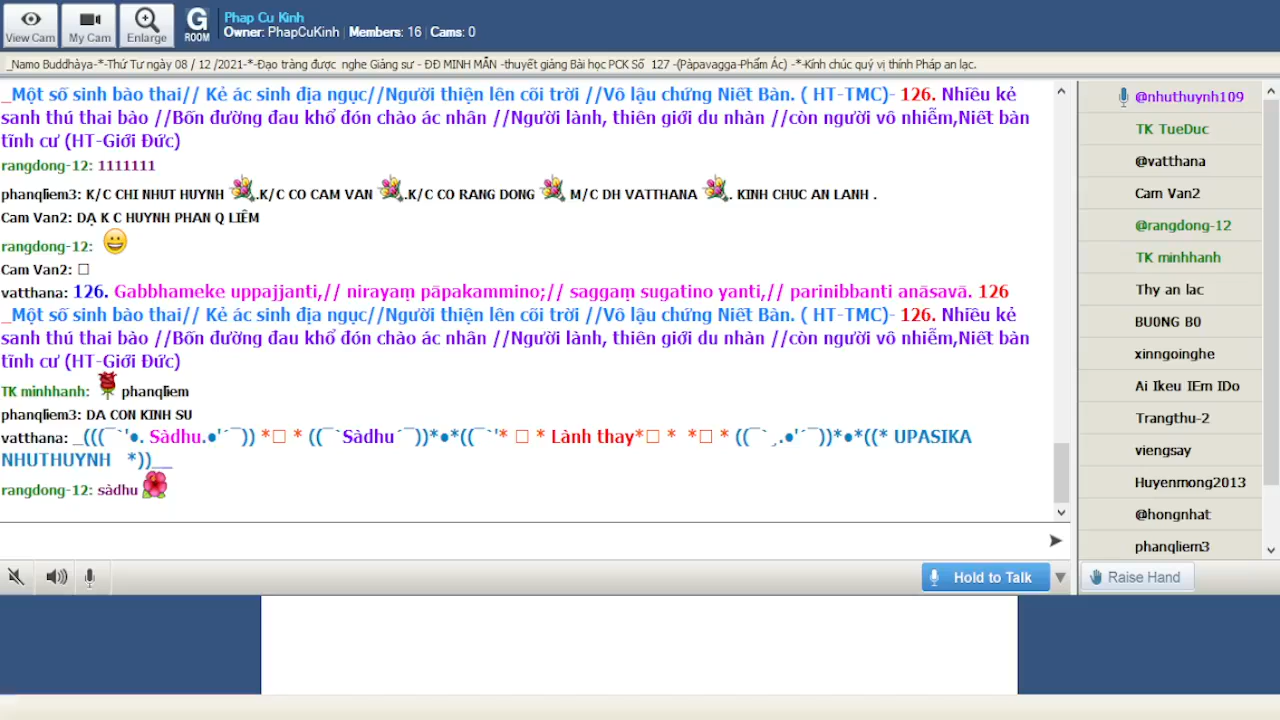 View Cam
My Cam
Enlarge
G
ROOM
Phap Cu Kinh
Owner: PhapCuKinh | Members: 16 | Cams: 0
_Namo Buddhàya-*-Thứ Tư ngày 08 / 12 /2021-*-Đạo tràng được nghe Giảng sư - ĐĐ MINH MẪN -thuyết giảng Bài học PCK Số 127 -(Pàpavagga-Phẩm Ác) -*-Kính chúc quý vị thính Pháp an lạc.
_Một số sinh bào thai// Kẻ ác sinh địa ngục//Người thiện lên cõi trời //Vô lậu chứng Niết Bàn. ( HT-TMC)- 126. Nhiều kẻ
sanh thú thai bào //Bốn đường đau khổ đón chào ác nhân //Người lành, thiên giới du nhàn //còn người vô nhiễm,Niết bàn
tĩnh cư (HT-Giới Đức)
rangdong-12: 1111111
phanqliem3: K/C CHI NHUT HUYNH .K/C CO CAM VAN .K/C CO RANG DONG M/C DH VATTHANA . KINH CHUC AN LANH .
Cam Van2: DẠ K C HUYNH PHAN Q LIÊM
rangdong-12:
Cam Van2: □
vatthana: 126. Gabbhameke uppajjanti,// nirayaṃ pāpakammino;// saggaṃ sugatino yanti,// parinibbanti anāsavā. 126
_Một số sinh bào thai// Kẻ ác sinh địa ngục//Người thiện lên cõi trời //Vô lậu chứng Niết Bàn. ( HT-TMC)- 126. Nhiều kẻ
sanh thú thai bào //Bốn đường đau khổ đón chào ác nhân //Người lành, thiên giới du nhàn //còn người vô nhiễm,Niết bàn
tĩnh cư (HT-Giới Đức)
TK minhhanh: phanqliem
phanqliem3: DA CON KINH SU
vatthana: _(((¯`'●. Sàdhu.●'´¯)) *□ * ((¯`Sàdhu´¯))*●*((¯`'* □ * Lành thay*□ * *□ * ((¯`¸.●'´¯))*●*((* UPASIKA
NHUTHUYNH *))__
rangdong-12: sàdhu
Hold to Talk
@nhuthuynh109
TK TueDuc
@vatthana
Cam Van2
@rangdong-12
TK minhhanh
Thy an lac
BU0NG B0
xinngoinghe
Ai Ikeu IEm IDo
Trangthu-2
viengsay
Huyenmong2013
@hongnhat
phanqliem3
Raise Hand